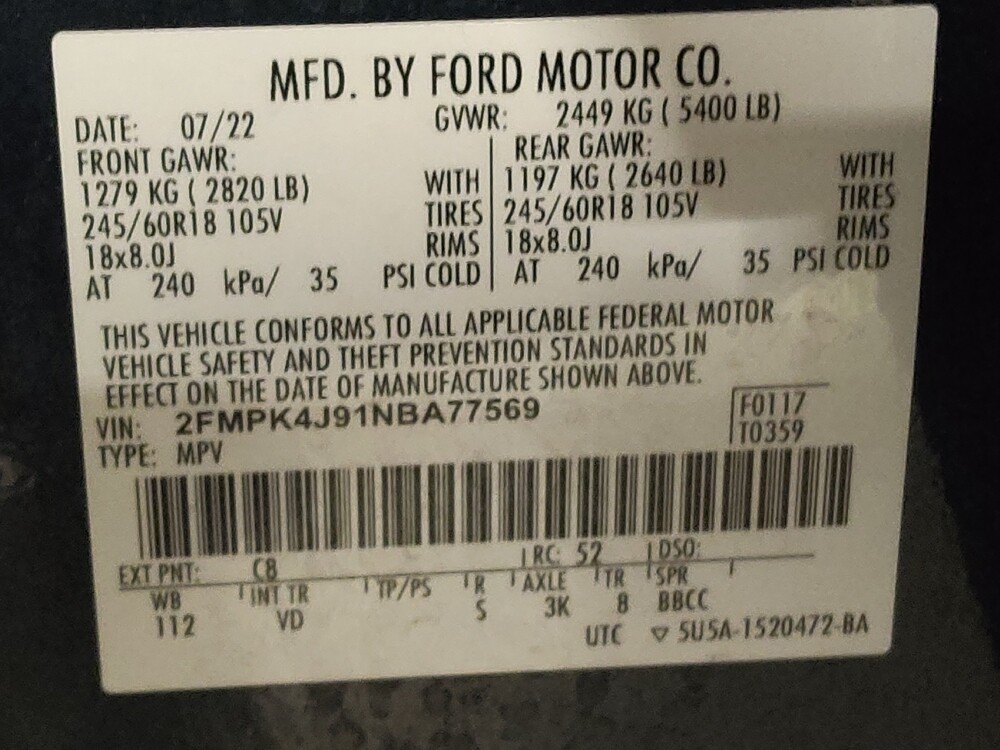 MFD. BY FORD MOTOR CO.
DATE: 07/22 GVWR: 2449 KG ( 5400 LB)
FRONT GAWR: REAR GAWR:
1279 KG ( 2820 LB) WITH 1197 KG ( 2640 LB) WITH
245/60R18 105V TIRES 245/60R18 105V TIRES
18x8.0J RIMS 18x8.0J RIMS
AT 240 kPa/ 35 PSI COLD AT 240 kPa/ 35 PSI COLD
THIS VEHICLE CONFORMS TO ALL APPLICABLE FEDERAL MOTOR
VEHICLE SAFETY AND THEFT PREVENTION STANDARDS IN
EFFECT ON THE DATE OF MANUFACTURE SHOWN ABOVE.
VIN: 2FMPK4J91NBA77569 F0117
TYPE: MPV T0359
EXT PNT: C8 RC: 52 DSO:
WB INT TR TP/PS R AXLE TR SPR
112 VD S 3K 8 BBCC
UTC ▽ 5U5A-1520472-BA